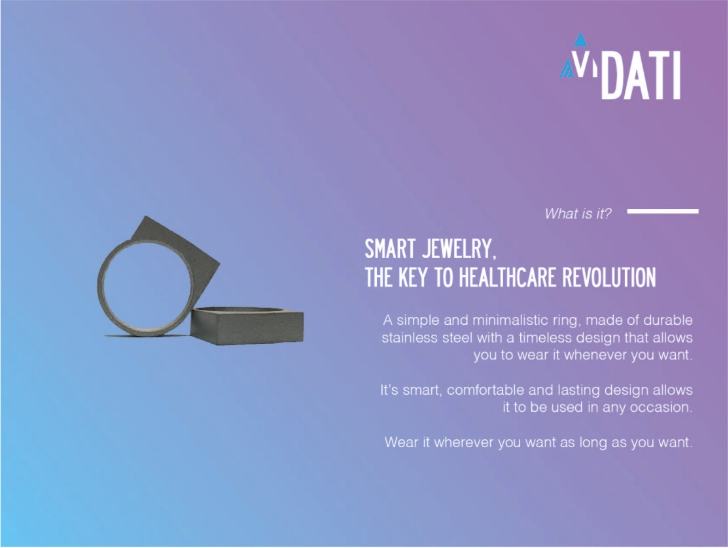 ViDATI
What is it?
SMART JEWELRY,
THE KEY TO HEALTHCARE REVOLUTION
A simple and minimalistic ring, made of durable
stainless steel with a timeless design that allows
you to wear it whenever you want.
It's smart, comfortable and lasting design allows
it to be used in any occasion.
Wear it wherever you want as long as you want.